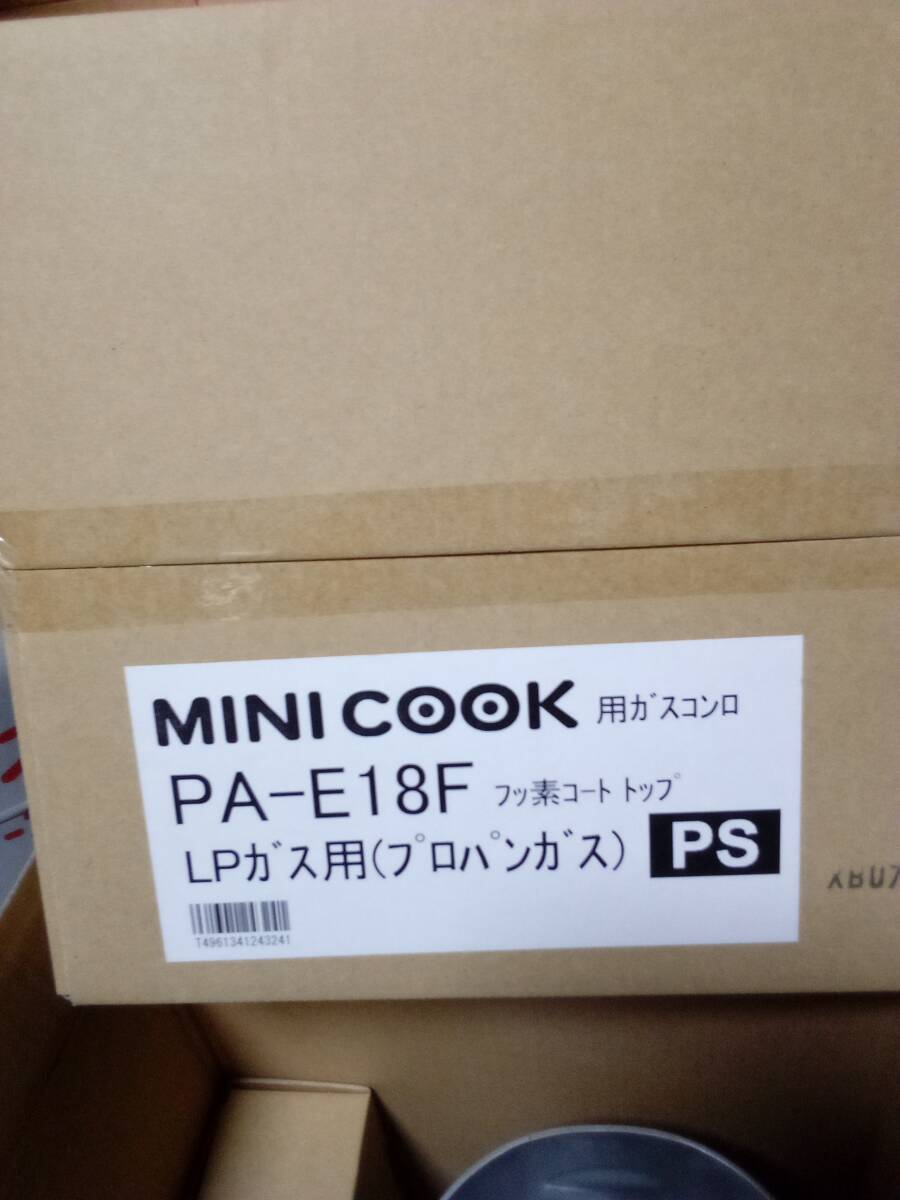 MINI COOK 用ガスコンロ
PA-E18F フッ素コート トップ
LPガス用(プロパンガス) PS
T4961341243241